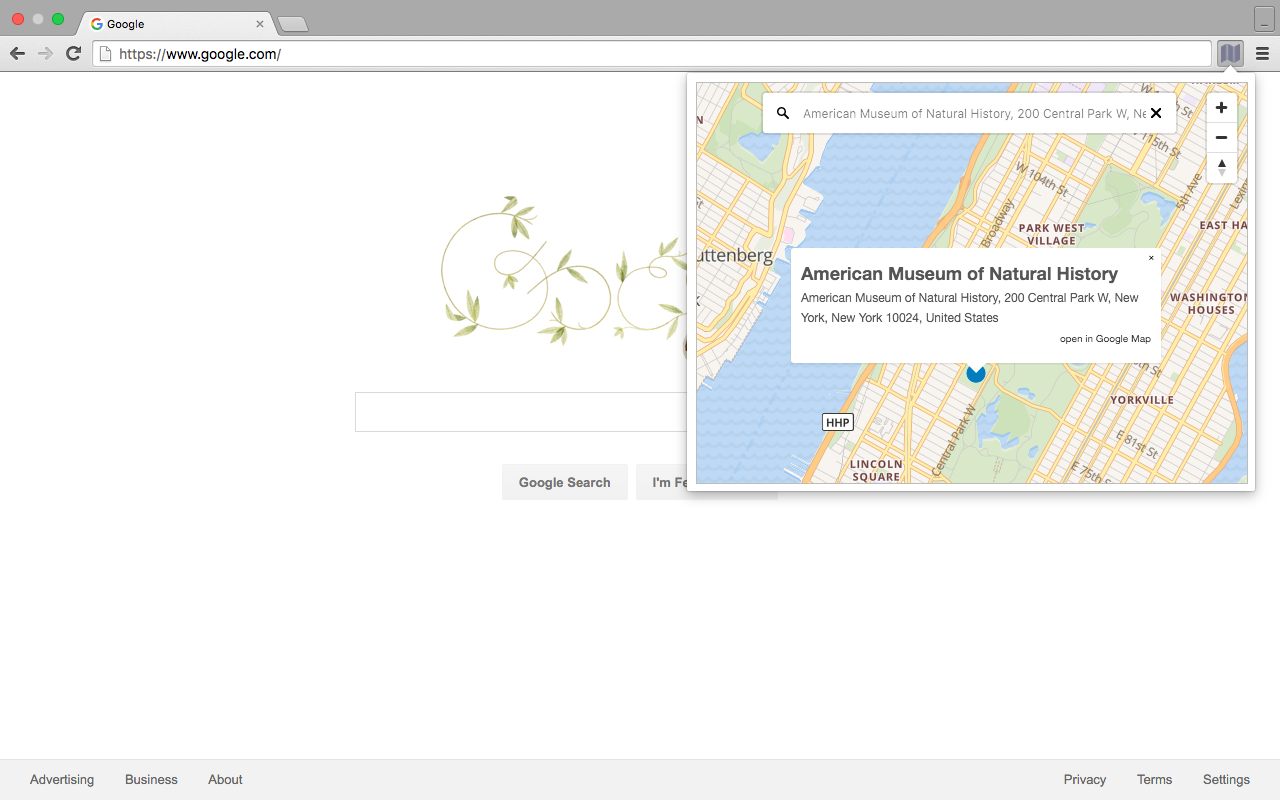 Google
https://www.google.com/
American Museum of Natural History, 200 Central Park W, Ne
W 115th St
W 104th St
5th Ave
Broadway
PARK WEST
VILLAGE
EAST HA
uttenberg
American Museum of Natural History
American Museum of Natural History, 200 Central Park W, New
York, New York 10024, United States
open in Google Map
WASHINGTON
HOUSES
YORKVILLE
HHP
Central Park W
E 81st St
E 75th St
LINCOLN
SQUARE
Google Search
I'm Fe
Advertising
Business
About
Privacy
Terms
Settings